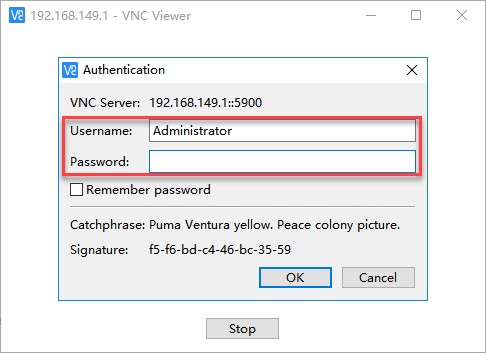 192.168.149.1 - VNC Viewer
Authentication
VNC Server: 192.168.149.1::5900
Username: Administrator
Password:
Remember password
Catchphrase: Puma Ventura yellow. Peace colony picture.
Signature: f5-f6-bd-c4-46-bc-35-59
OK Cancel
Stop